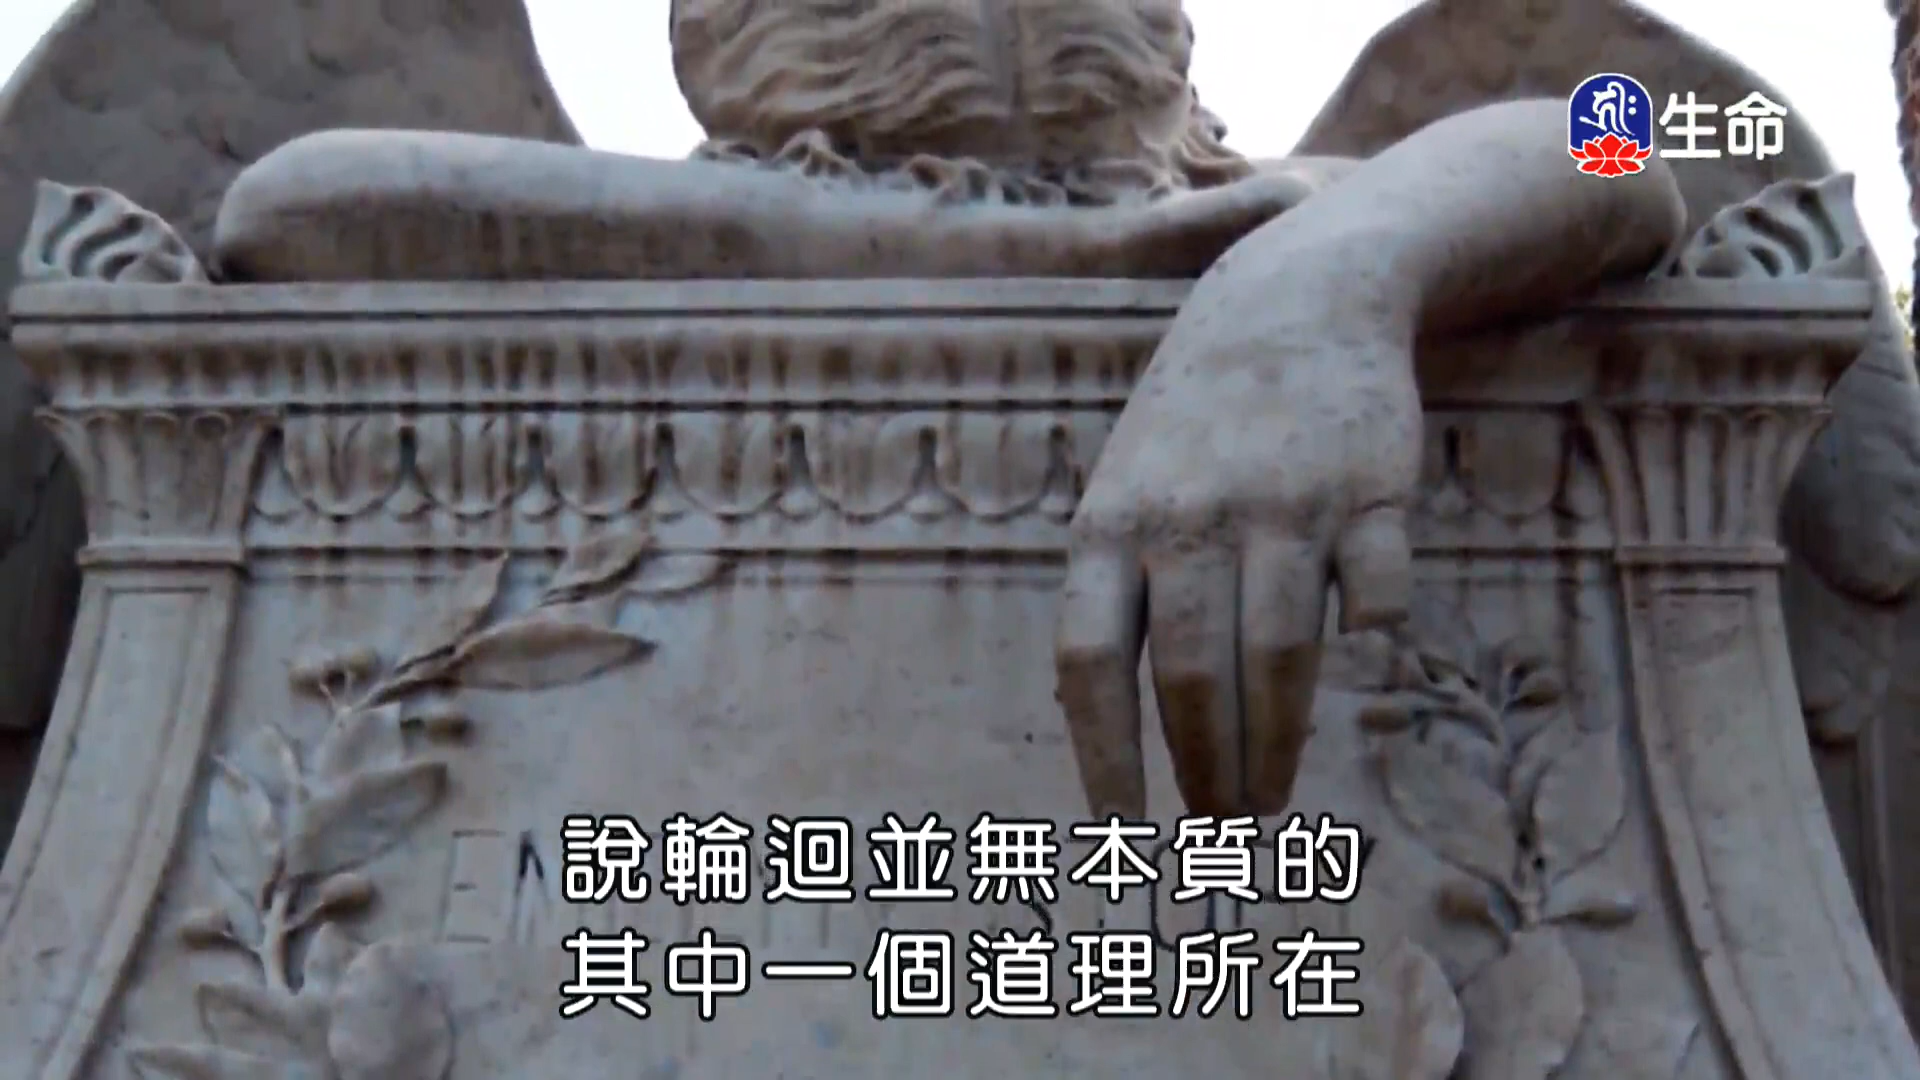 生命
說輪迴並無本質的
其中一個道理所在